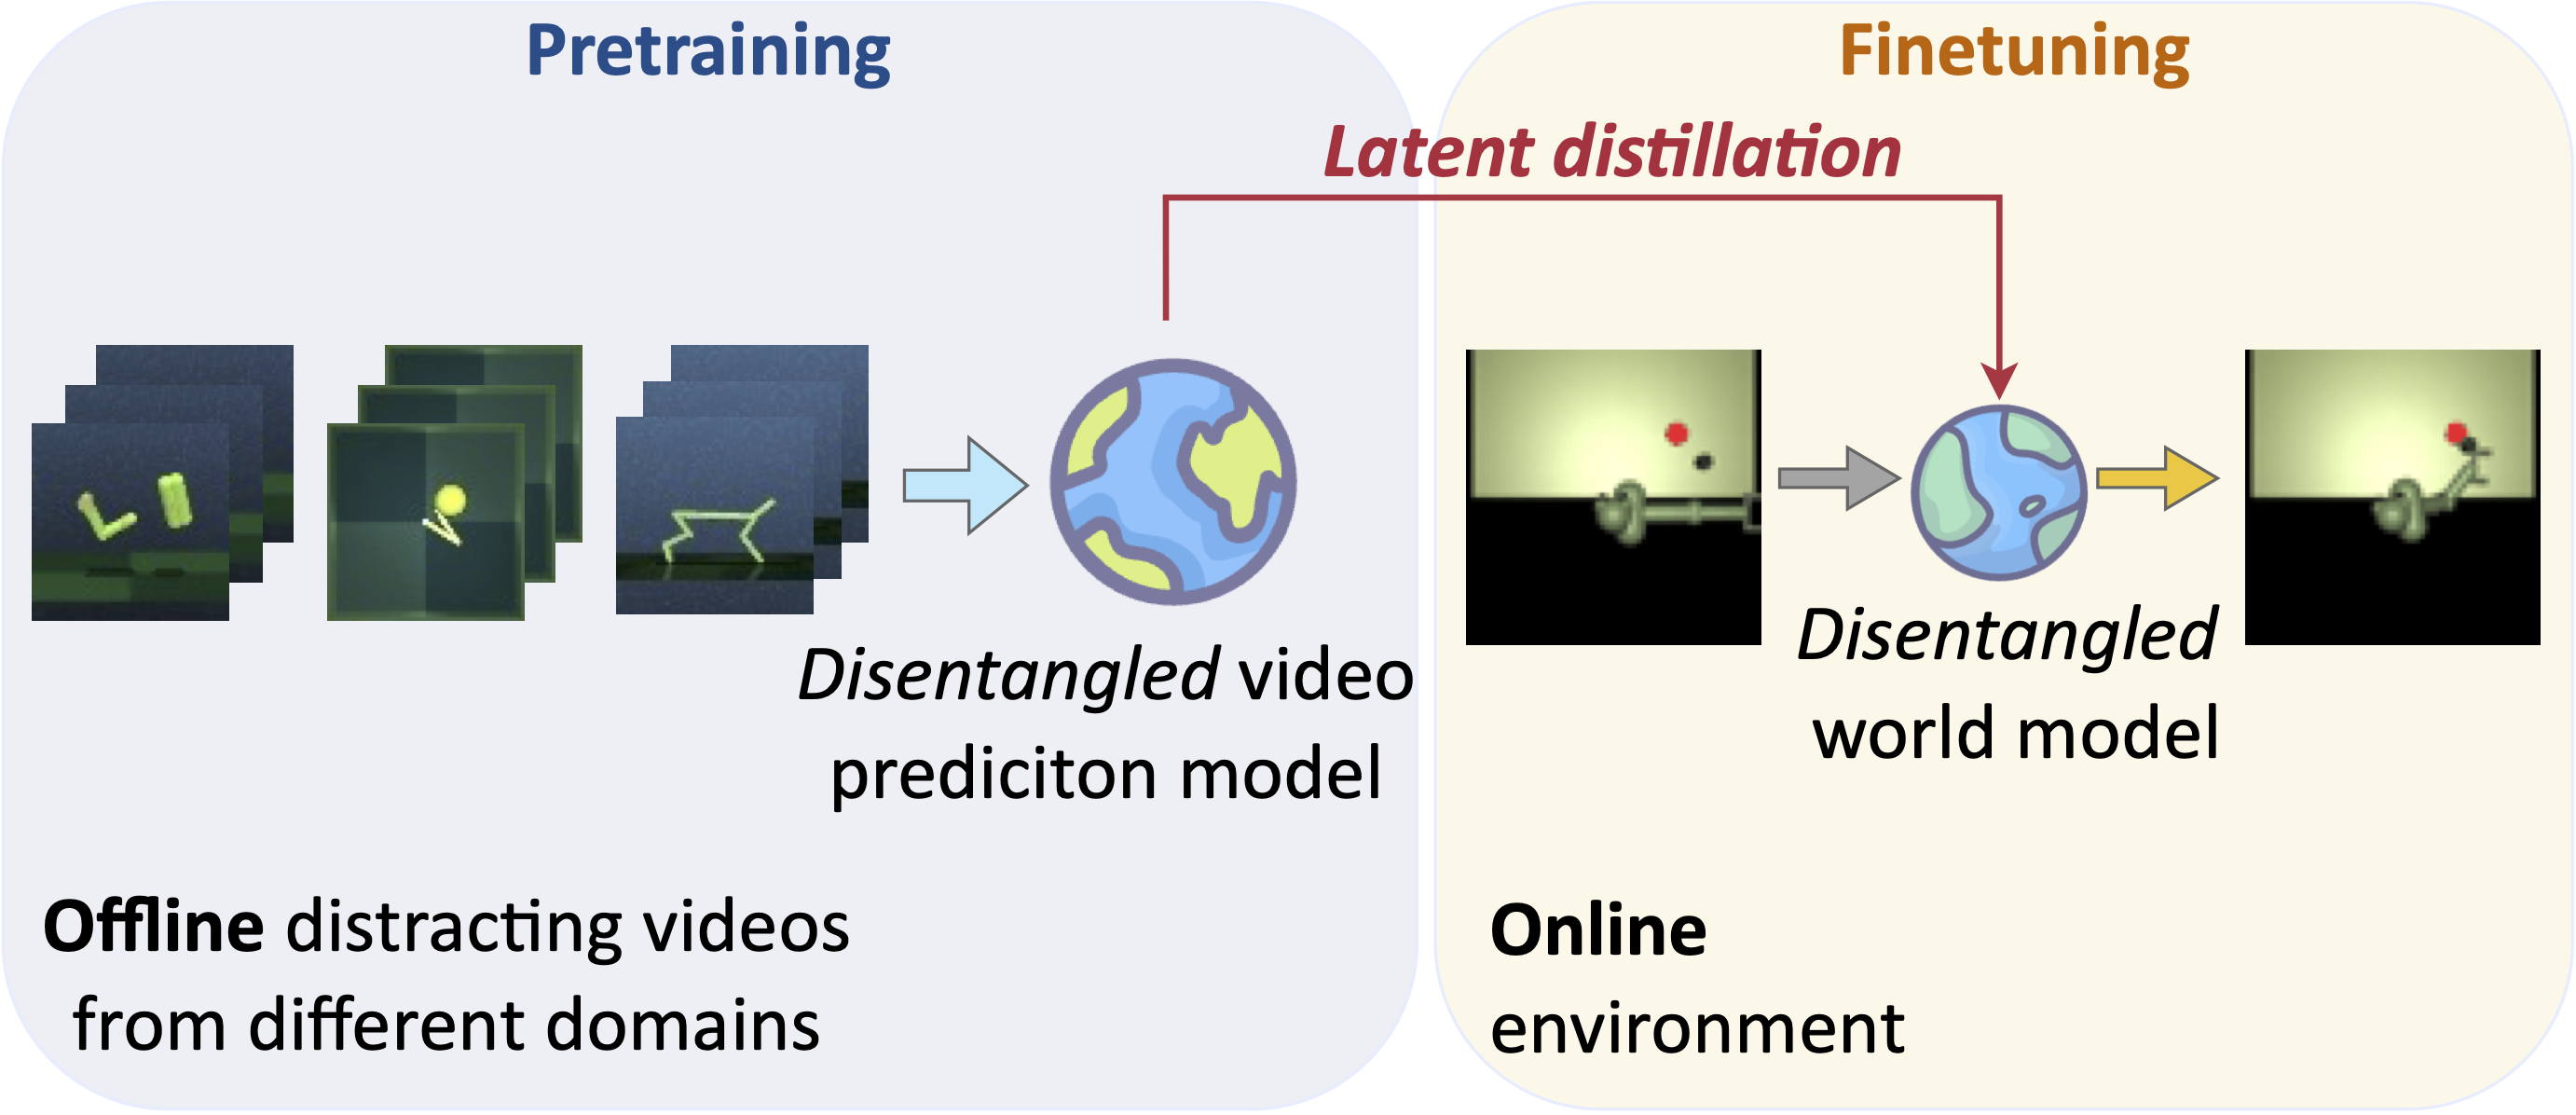 Pretraining
Finetuning
Latent distillation
Disentangled video
prediciton model
Disentangled
world model
Offline distracting videos
from different domains
Online
environment